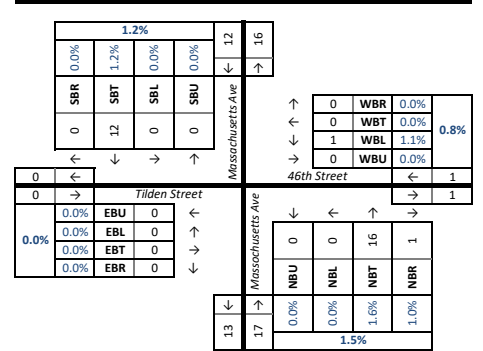 1.2%
12 16
0.0% 1.2% 0.0% 0.0%
↓ ↑
SBR SBT SBL SBU
0 12 0 0
← ↓ → ↑
Massachusetts Ave
↑ 0 WBR 0.0%
← 0 WBT 0.0%
↓ 1 WBL 1.1%
→ 0 WBU 0.0%
0.8%
46th Street
0 ←
← 1
0 →
→ 1
Tilden Street
0.0%
0.0% EBU 0 ←
0.0% EBL 0 ↑
0.0% EBT 0 →
0.0% EBR 0 ↓
Massochusetts Ave
↓ ← ↑ →
0 0 16 1
NBU NBL NBT NBR
↓ ↑
0.0% 0.0% 1.6% 1.0%
13 17
1.5%